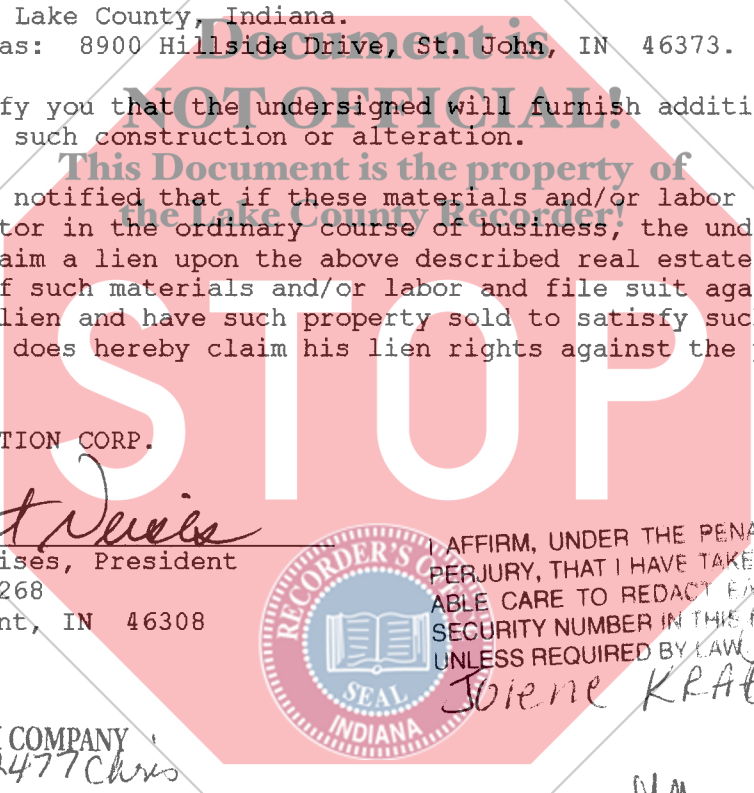 Lake County, Indiana.
as: 8900 Hillside Drive, St. John, IN 46373.
Document is
fy you that the undersigned will furnish additi
NOT OFFICIAL!
such construction or alteration.
This Document is the property of
notified that if these materials and/or labor
the Lake County Recorder!
tor in the ordinary course of business, the und
aim a lien upon the above described real estate
f such materials and/or labor and file suit aga
lien and have such property sold to satisfy suc
does hereby claim his lien rights against the
STOP
TION CORP.
ises, President
268
nt, IN 46308
I AFFIRM, UNDER THE PENA
PERJURY, THAT I HAVE TAKE
ABLE CARE TO REDACT EA
SECURITY NUMBER IN THIS
UNLESS REQUIRED BY LAW.
Jolene KRA
RECORDER'S
SEAL
INDIANA
COMPANY
2477 Chris